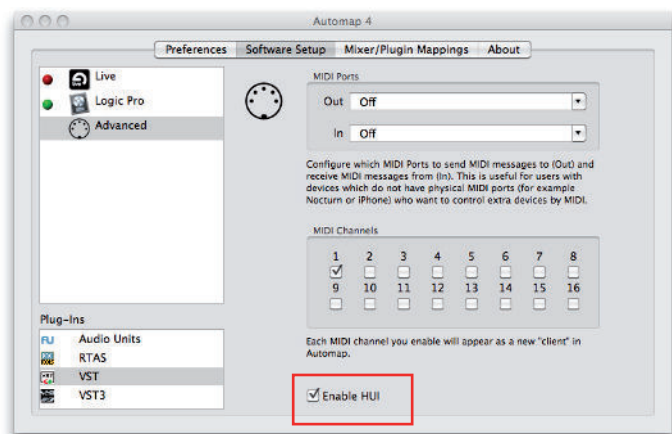 Automap 4
Preferences
Software Setup
Mixer/Plugin Mappings
About
Live
Logic Pro
Advanced
MIDI Ports
Out Off
In Off
Configure which MIDI Ports to send MIDI messages to (Out) and
receive MIDI messages from (In). This is useful for users with
devices which do not have physical MIDI ports (for example
Nocturn or iPhone) who want to control extra devices by MIDI.
MIDI Channels
1 2 3 4 5 6 7 8
9 10 11 12 13 14 15 16
Each MIDI channel you enable will appear as a new "client" in
Automap.
Plug-Ins
AU Audio Units
RTAS
VST
VST3
Enable HUI